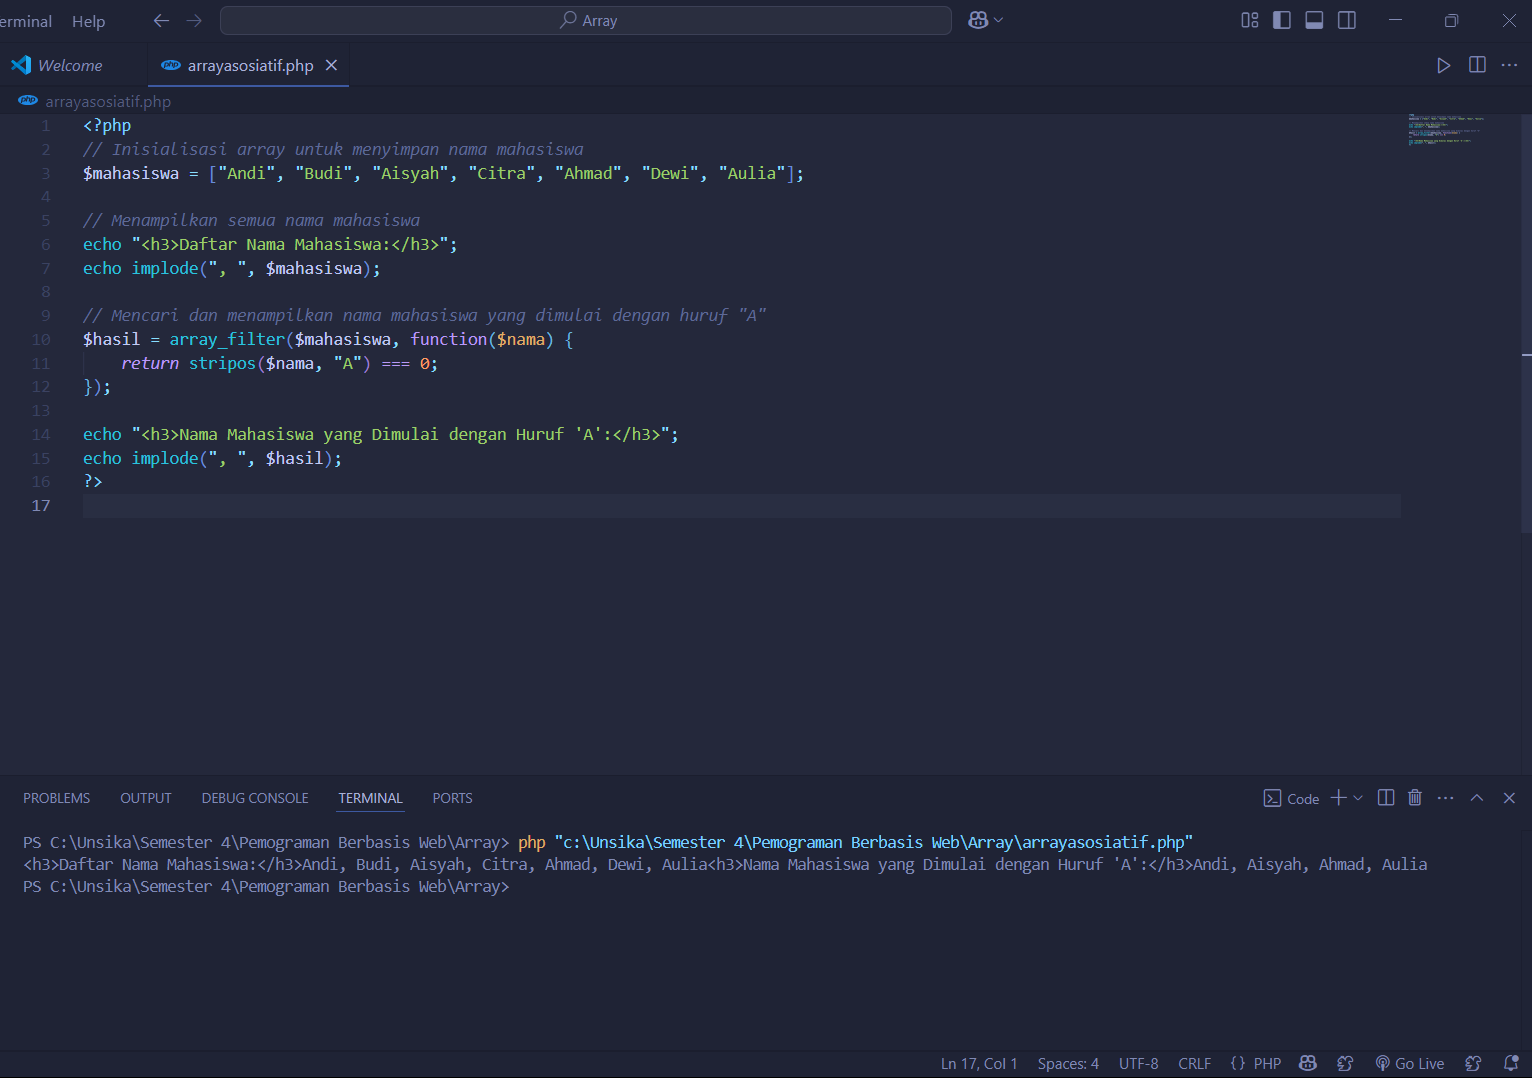 erminal Help Array
Welcome arrayasosiatif.php
arrayasosiatif.php
1 <?php
2 // Inisialisasi array untuk menyimpan nama mahasiswa
3 $mahasiswa = ["Andi", "Budi", "Aisyah", "Citra", "Ahmad", "Dewi", "Aulia"];
4
5 // Menampilkan semua nama mahasiswa
6 echo "<h3>Daftar Nama Mahasiswa:</h3>";
7 echo implode(", ", $mahasiswa);
8
9 // Mencari dan menampilkan nama mahasiswa yang dimulai dengan huruf "A"
10 $hasil = array_filter($mahasiswa, function($nama) {
11     return stripos($nama, "A") === 0;
12 });
13
14 echo "<h3>Nama Mahasiswa yang Dimulai dengan Huruf 'A':</h3>";
15 echo implode(", ", $hasil);
16 ?>
17
PROBLEMS OUTPUT DEBUG CONSOLE TERMINAL PORTS Code
PS C:\Unsika\Semester 4\Pemograman Berbasis Web\Array> php "c:\Unsika\Semester 4\Pemograman Berbasis Web\Array\arrayasosiatif.php"
<h3>Daftar Nama Mahasiswa:</h3>Andi, Budi, Aisyah, Citra, Ahmad, Dewi, Aulia<h3>Nama Mahasiswa yang Dimulai dengan Huruf 'A':</h3>Andi, Aisyah, Ahmad, Aulia
PS C:\Unsika\Semester 4\Pemograman Berbasis Web\Array>
Ln 17, Col 1 Spaces: 4 UTF-8 CRLF {} PHP Go Live